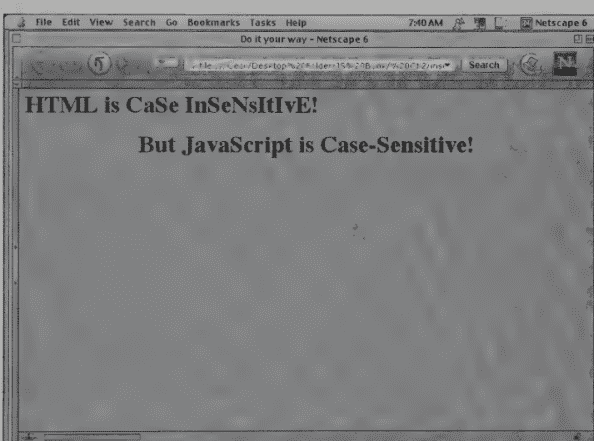 File Edit View Search Go Bookmarks Tasks Help 7:40 AM Netscape 6
Do it your way - Netscape 6
Search N
HTML is CaSe InSeNsItIvE!
But JavaScript is Case-Sensitive!